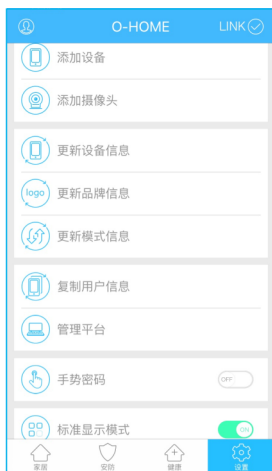 O-HOME
LINK
添加设备
添加摄像头
更新设备信息
logo
更新品牌信息
更新模式信息
复制用户信息
管理平台
手势密码
OFF
标准显示模式
ON
家居
安防
健康
设置